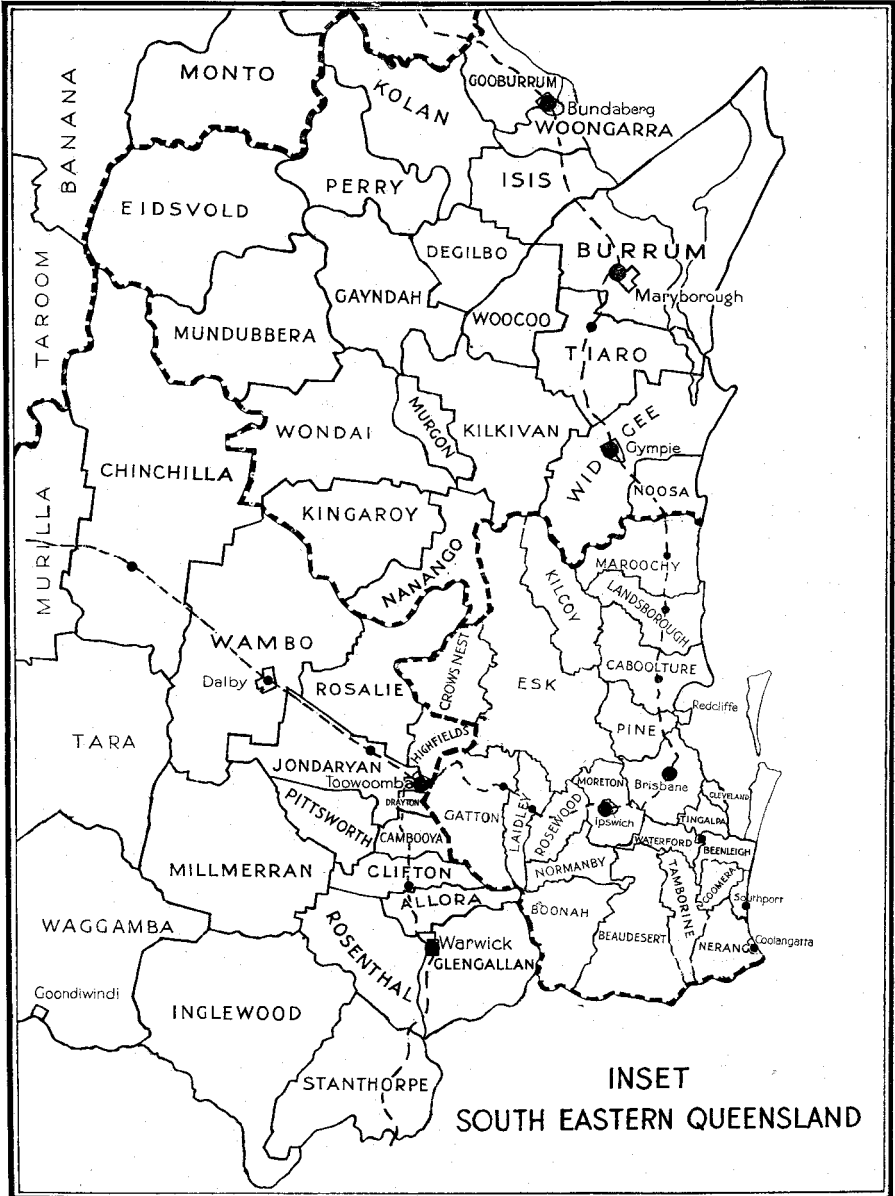 MONTO
BANANA
KOLAN
GOOBURRUM
Bundaberg
WOONGARRA
PERRY
ISIS
EIDSVOLD
DEGILBO
BURRUM
TAROOM
GAYNDAH
Maryborough
MUNDUBBERA
WOOCOO
TIARO
MURGON
WONDAI
KILKIVAN
WIDGEE
Gympie
CHINCHILLA
NOOSA
MURILLA
KINGAROY
NANANGO
MAROOCHY
KILCOY
LANDSBOROUGH
WAMBO
CROWS NEST
CABOOLTURE
Dalby
ROSALIE
ESK
Redcliffe
TARA
PINE
HIGHFIELDS
JONDARYAN
Toowoomba
MORETON
Brisbane
CLEVELAND
DRAYTON
PITTSWORTH
GATTON
LAIDLEY
ROSEWOOD
Ipswich
TINGALPA
CAMBOOYA
WATERFORD
BEENLEIGH
MILLMERRAN
CLIFTON
NORMANBY
TAMBORINE
COOMERA
ALLORA
Southport
WAGGAMBA
ROSENTHAL
BOONAH
BEAUDESERT
Warwick
NERANG
Coolangatta
GLENGALLAN
Goondiwindi
INGLEWOOD
STANTHORPE
INSET
SOUTH EASTERN QUEENSLAND